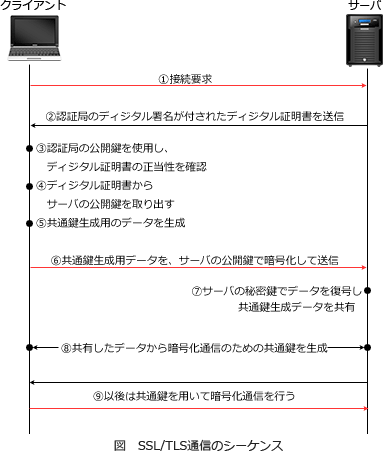 クライアント
サーバ
①接続要求
②認証局のディジタル署名が付されたディジタル証明書を送信
③認証局の公開鍵を使用し、
ディジタル証明書の正当性を確認
④ディジタル証明書から
サーバの公開鍵を取り出す
⑤共通鍵生成用のデータを生成
⑥共通鍵生成用データを、サーバの公開鍵で暗号化して送信
⑦サーバの秘密鍵でデータを復号し
共通鍵生成データを共有
⑧共有したデータから暗号化通信のための共通鍵を生成
⑨以後は共通鍵を用いて暗号化通信を行う
図　SSL/TLS通信のシーケンス